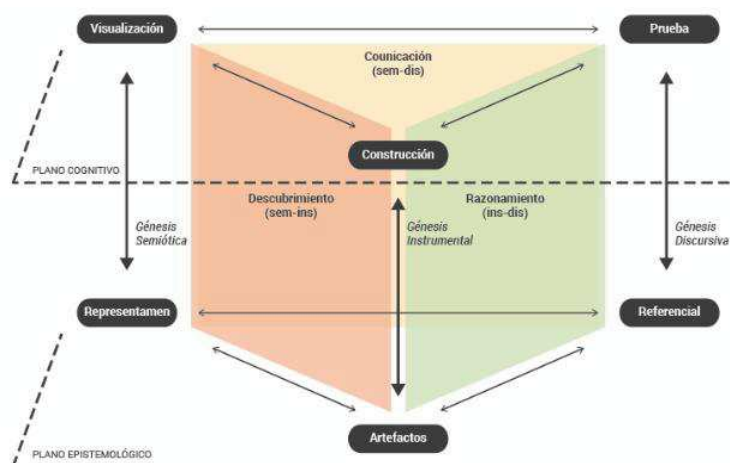 Visualización
Prueba
Counicación
(sem-dis)
Construcción
PLANO COGNITIVO
Descubrimiento
(sem-ins)
Razonamiento
(ins-dis)
Génesis
Semiótica
Génesis
Instrumental
Génesis
Discursiva
Representamen
Referencial
Artefactos
PLANO EPISTEMOLÓGICO